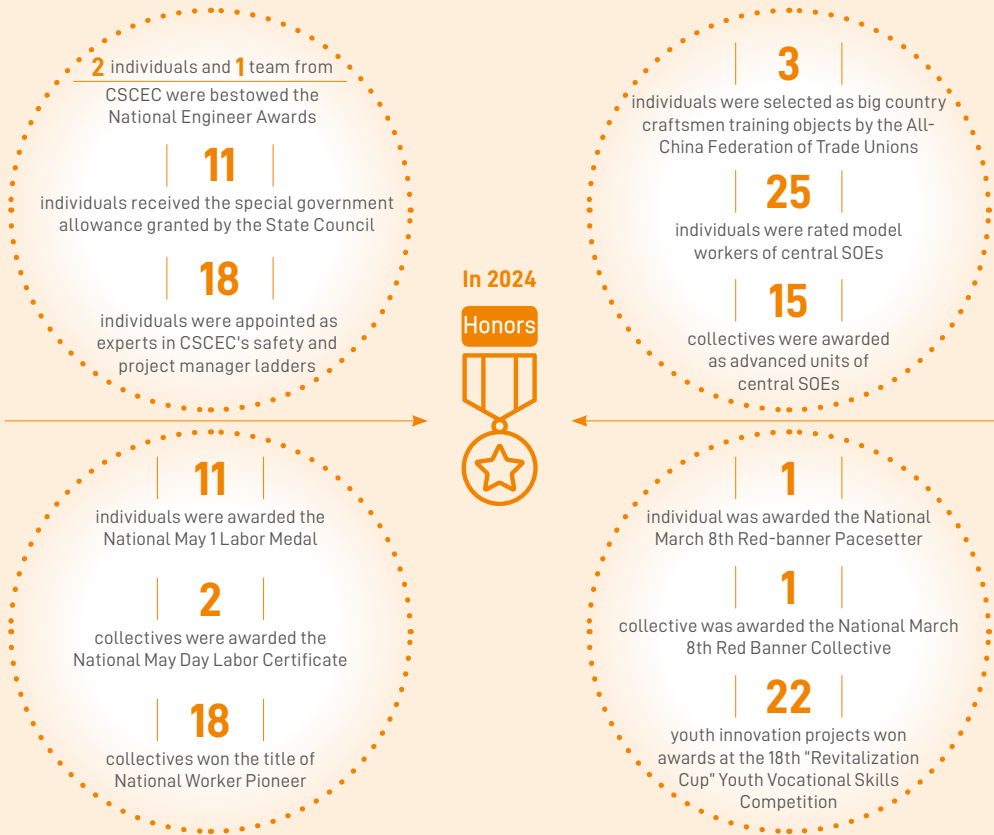 2 individuals and 1 team from
CSCEC were bestowed the
National Engineer Awards
11
individuals received the special government
allowance granted by the State Council
18
individuals were appointed as
experts in CSCEC's safety and
project manager ladders
In 2024
Honors
3
individuals were selected as big country
craftsmen training objects by the All-
China Federation of Trade Unions
25
individuals were rated model
workers of central SOEs
15
collectives were awarded
as advanced units of
central SOEs
11
individuals were awarded the
National May 1 Labor Medal
2
collectives were awarded the
National May Day Labor Certificate
18
collectives won the title of
National Worker Pioneer
1
individual was awarded the National
March 8th Red-banner Pacesetter
1
collective was awarded the National March
8th Red Banner Collective
22
youth innovation projects won
awards at the 18th "Revitalization
Cup" Youth Vocational Skills
Competition